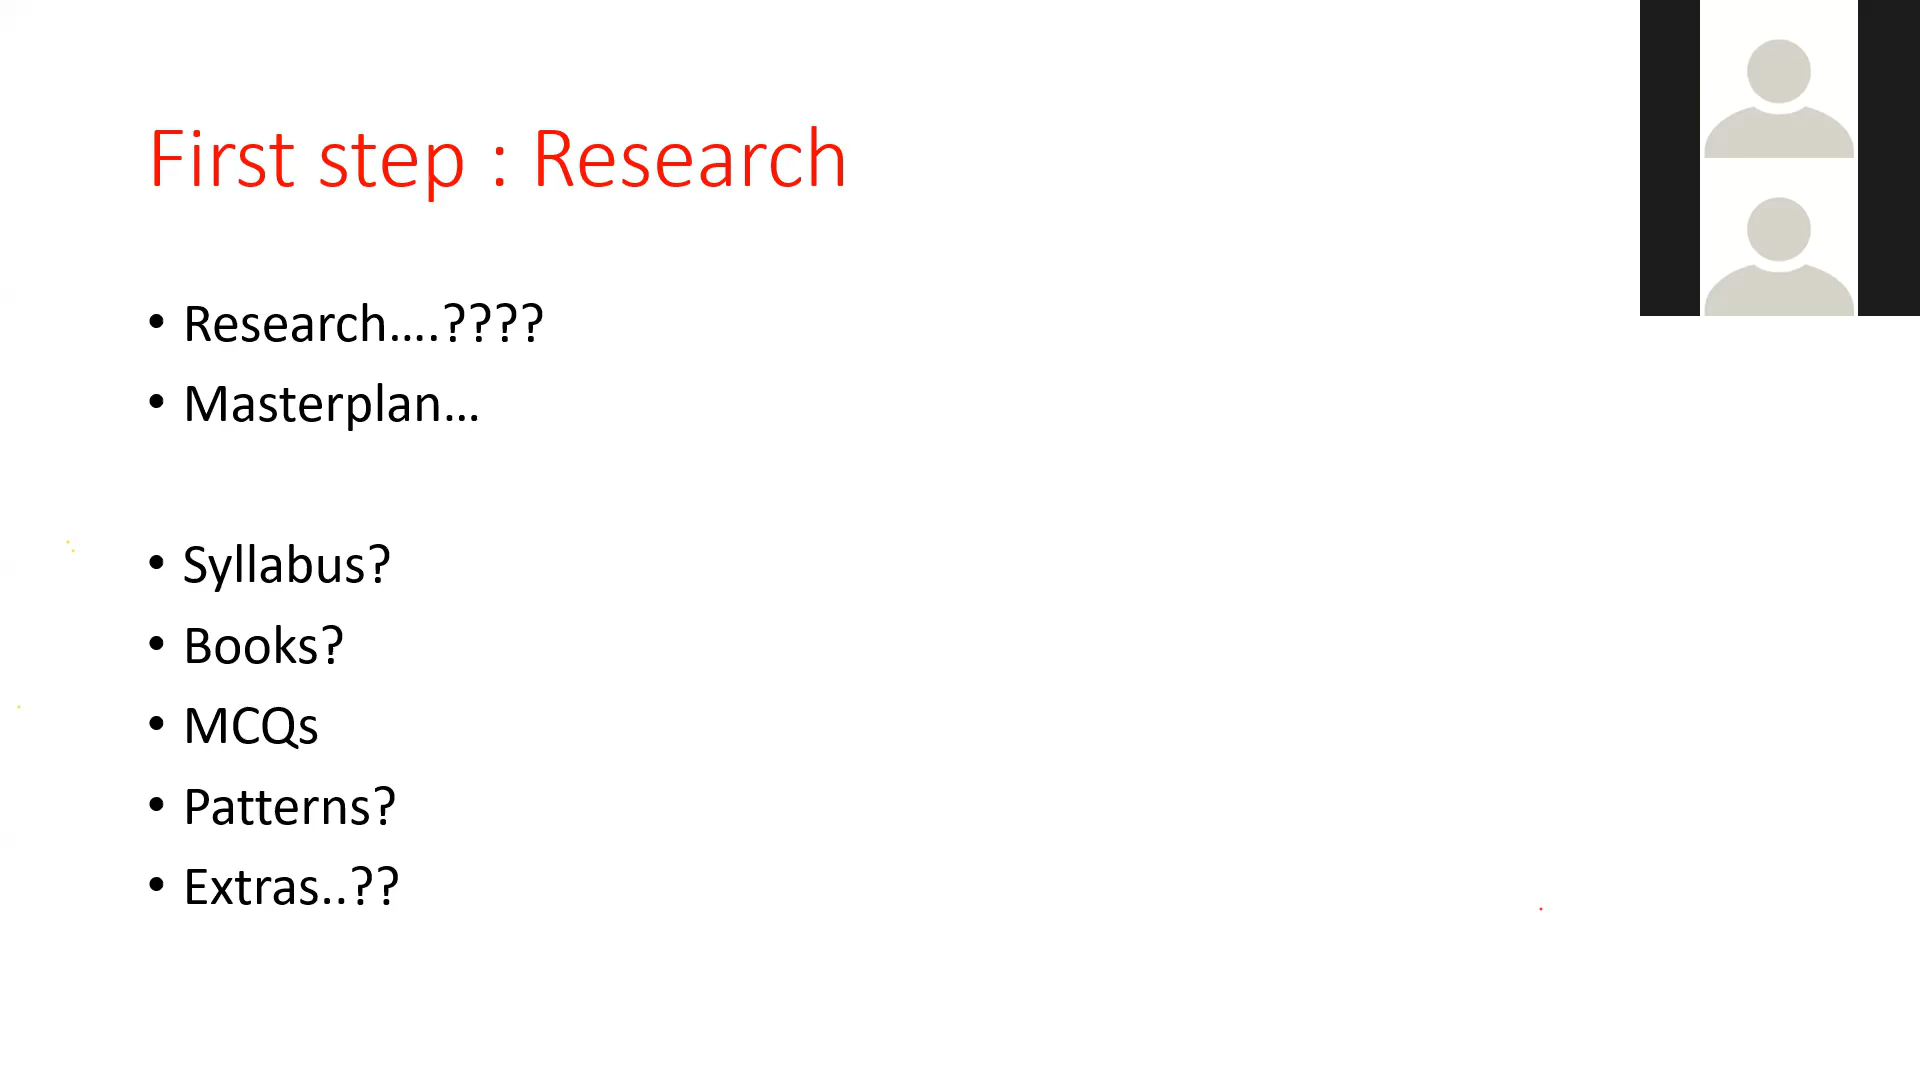 First step : Research
• Research....????
• Masterplan...
• Syllabus?
• Books?
• MCQs
• Patterns?
• Extras..??